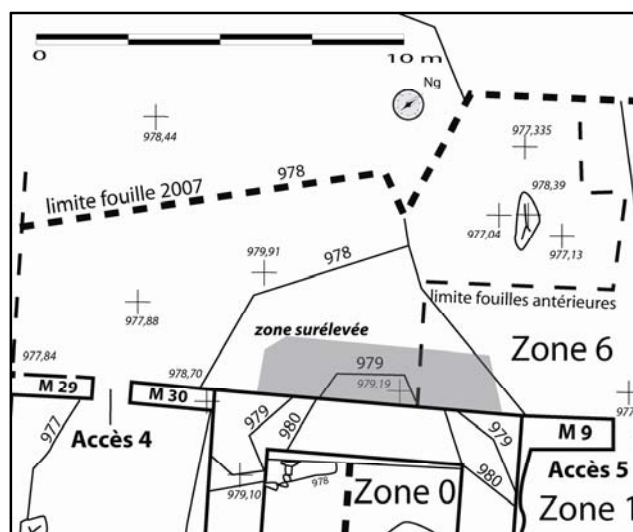 0
10 m
Ng
978,44
977,335
limite fouille 2007
978
978,39
977,04
977,13
979,91
978
977,88
limite fouilles antérieures
zone surélevée
977,84
978,70
979
979,19
Zone 6
M 29
M 30
977
Accès 4
979
980
979
M 9
980
Accès 5
979,10
978
Zone 0
Zone 1